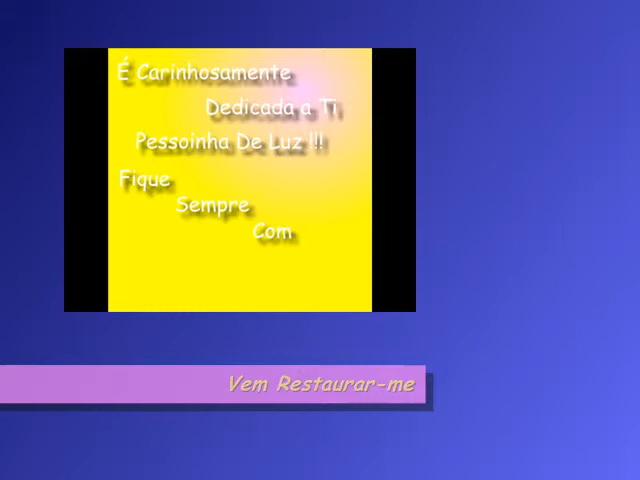 É Carinhosamente
Dedicada a Ti
Pessoinha De Luz !!!
Fique
Sempre
Com
Vem Restaurar-me